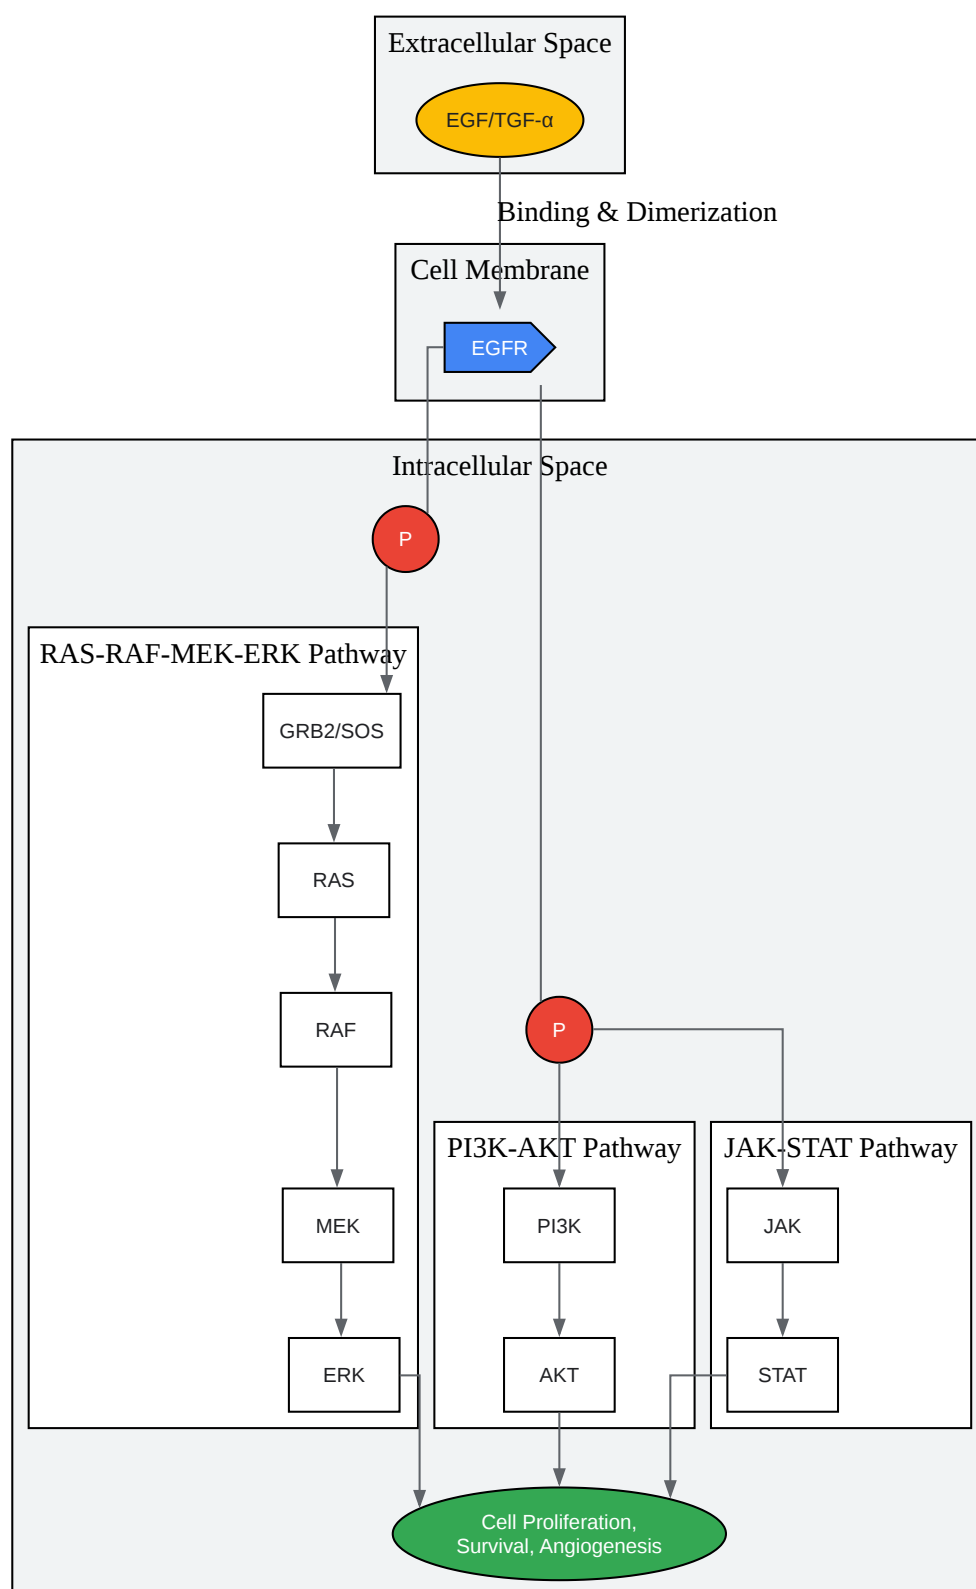 Extracellular Space
EGF/TGF-α
Binding & Dimerization
Cell Membrane
EGFR
Intracellular Space
P
RAS-RAF-MEK-ERK Pathway
GRB2/SOS
RAS
RAF
P
PI3K-AKT Pathway
JAK-STAT Pathway
MEK
PI3K
JAK
ERK
AKT
STAT
Cell Proliferation,
Survival, Angiogenesis